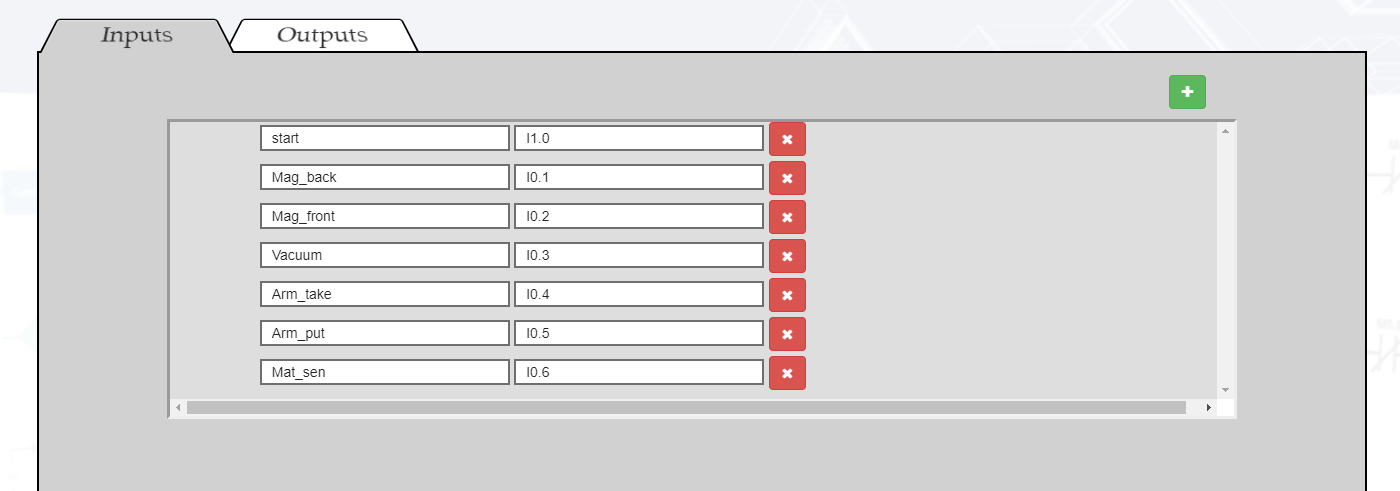 Inputs Outputs
start I1.0
Mag_back I0.1
Mag_front I0.2
Vacuum I0.3
Arm_take I0.4
Arm_put I0.5
Mat_sen I0.6